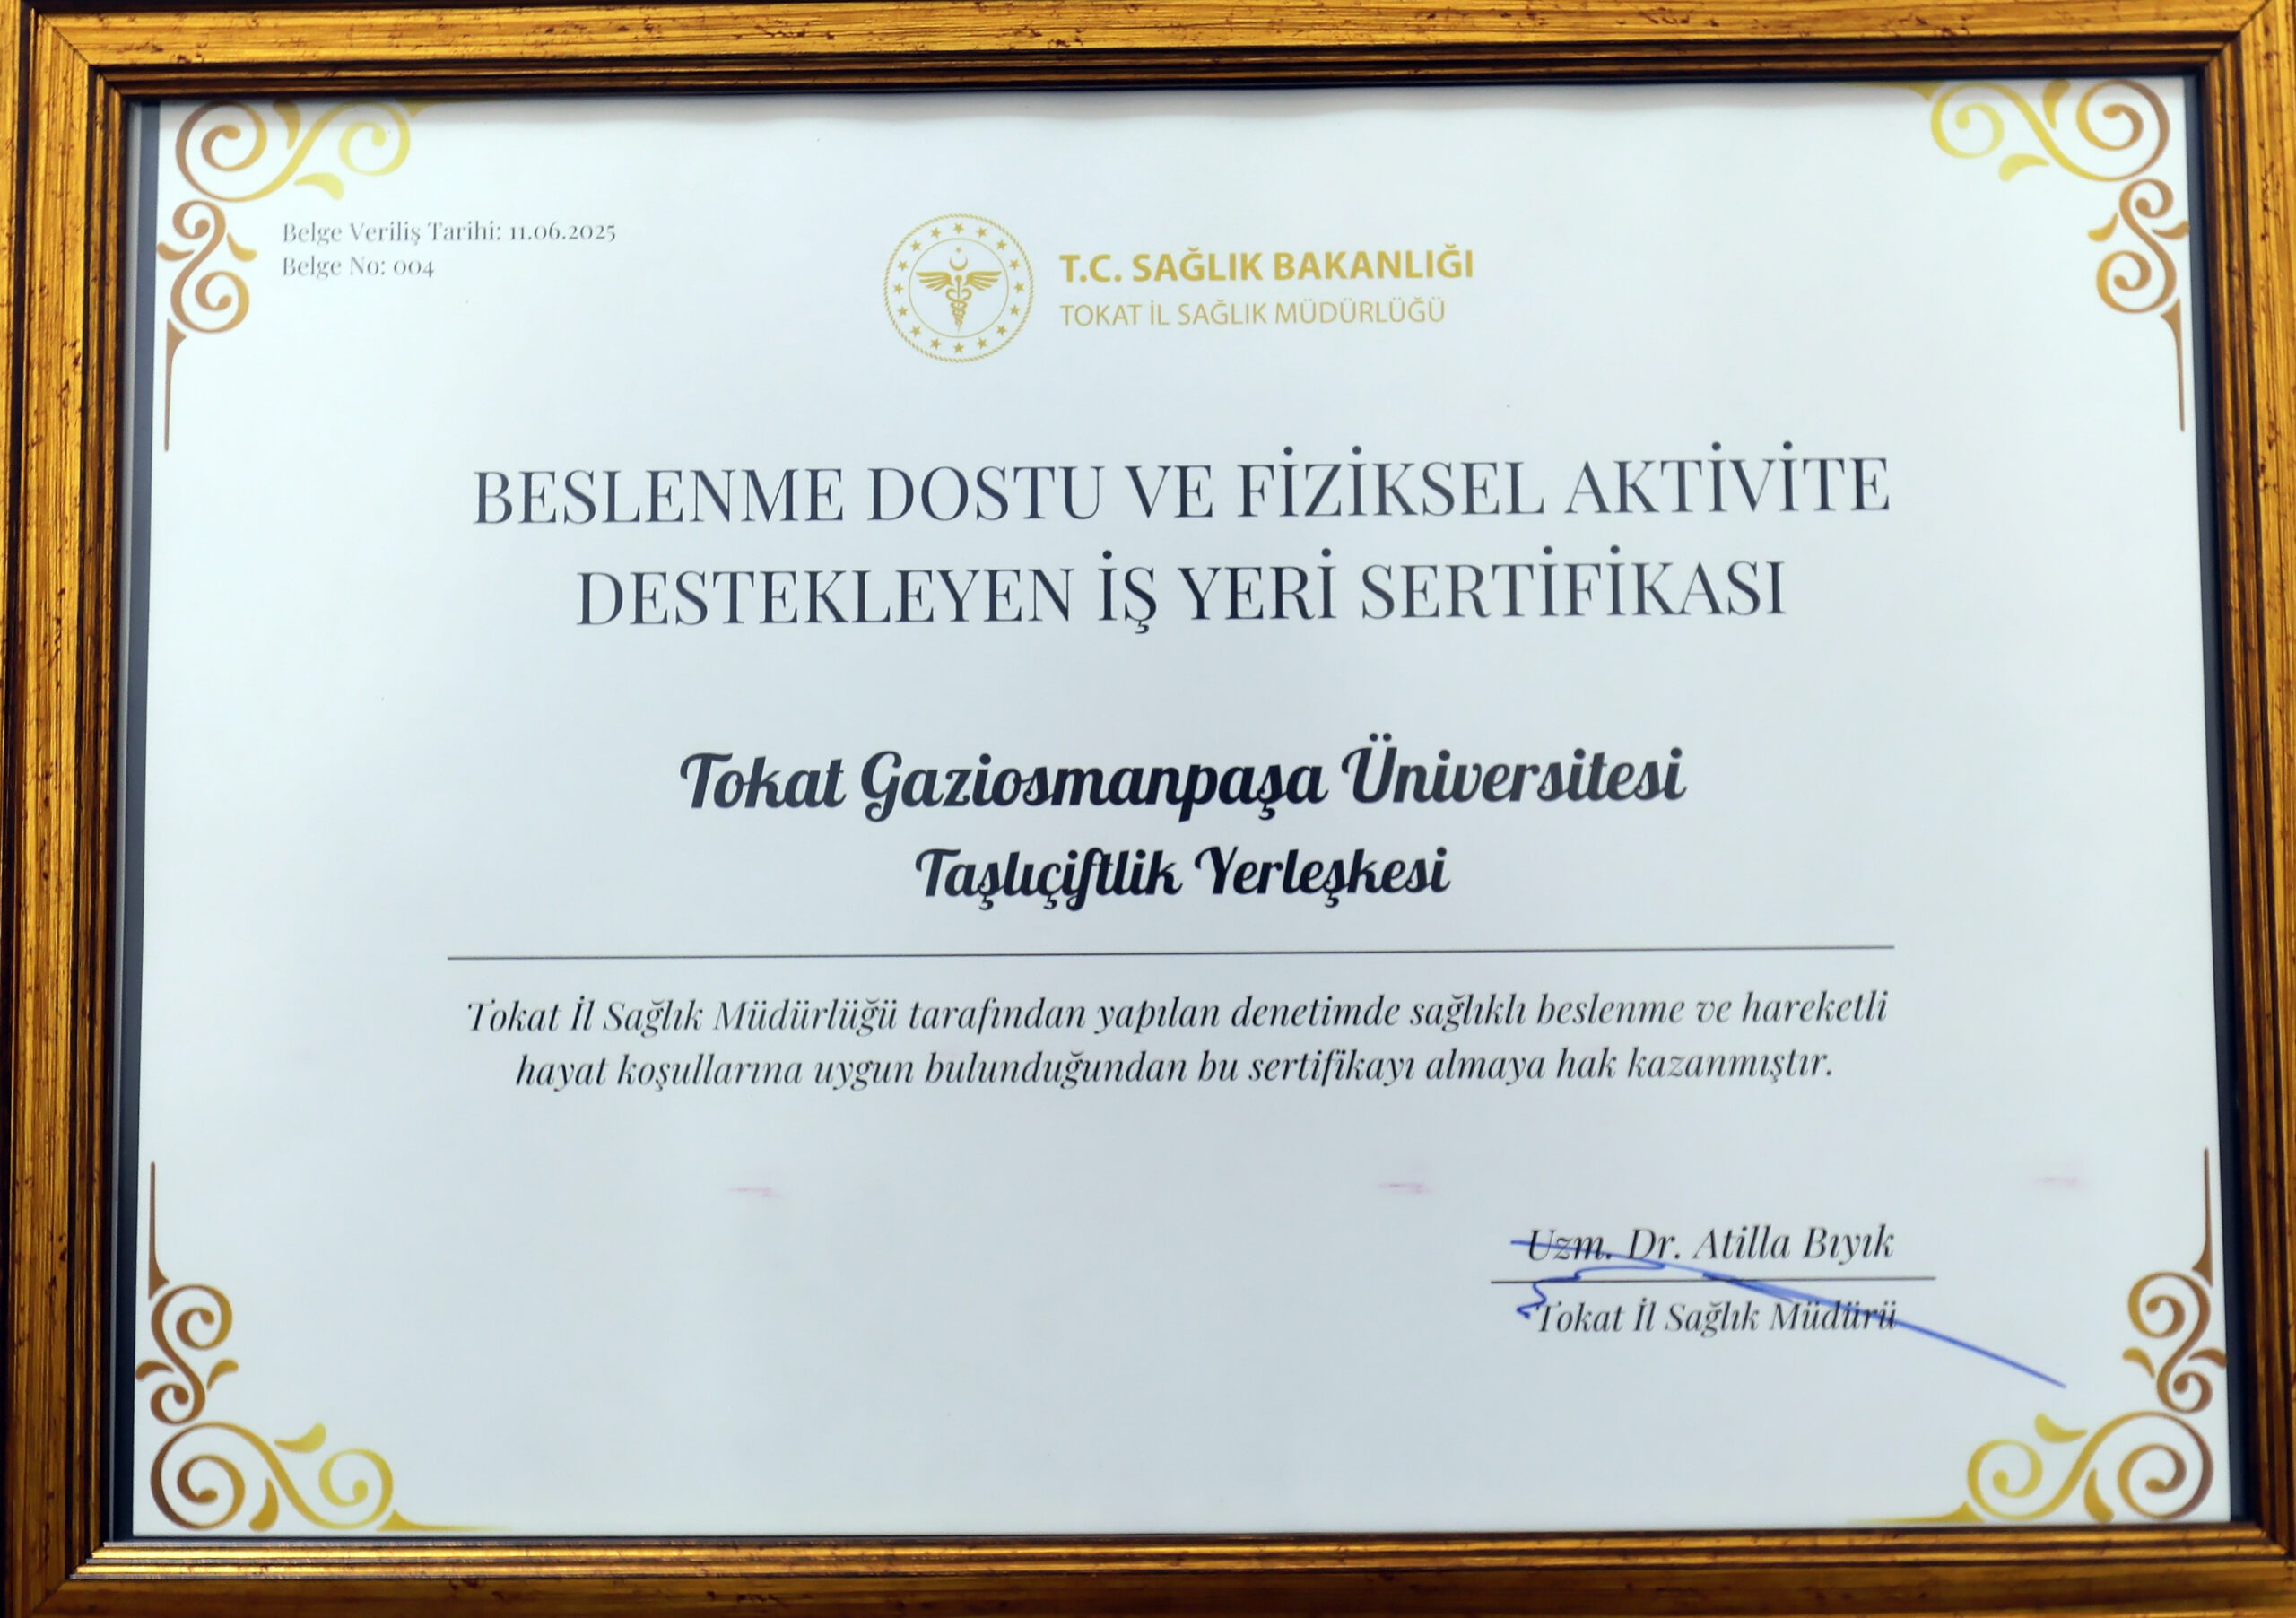 Belge Veriliş Tarihi: 11.06.2025
Belge No: 004
T.C. SAĞLIK BAKANLIĞI
TOKAT İL SAĞLIK MÜDÜRLÜĞÜ
BESLENME DOSTU VE FİZİKSEL AKTİVİTE
DESTEKLEYEN İŞ YERİ SERTİFİKASI
Tokat Gaziosmanpaşa Üniversitesi
Taşlıçiftlik Yerleşkesi
Tokat İl Sağlık Müdürlüğü tarafından yapılan denetimde sağlıklı beslenme ve hareketli
hayat koşullarına uygun bulunduğundan bu sertifikayı almaya hak kazanmıştır.
Uzm. Dr. Atilla Bıyık
Tokat İl Sağlık Müdürü